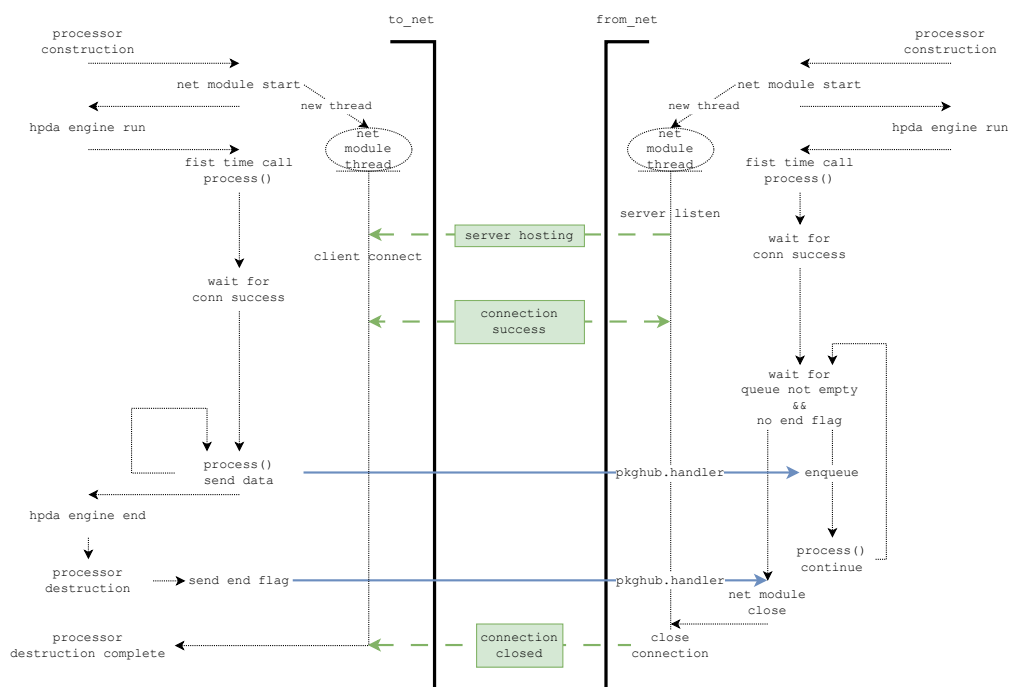 to_net
from_net
processor
construction
processor
construction
net module start
net module start
new thread
new thread
hpda engine run
hpda engine run
net
module
thread
net
module
thread
fist time call
process()
fist time call
process()
server listen
server hosting
wait for
conn success
client connect
wait for
conn success
connection
success
wait for
queue not empty
&&
no end flag
process()
send data
pkghub.handler
enqueue
hpda engine end
process()
continue
processor
destruction
send end flag
pkghub.handler
net module
close
processor
destruction complete
connection
closed
close
connection